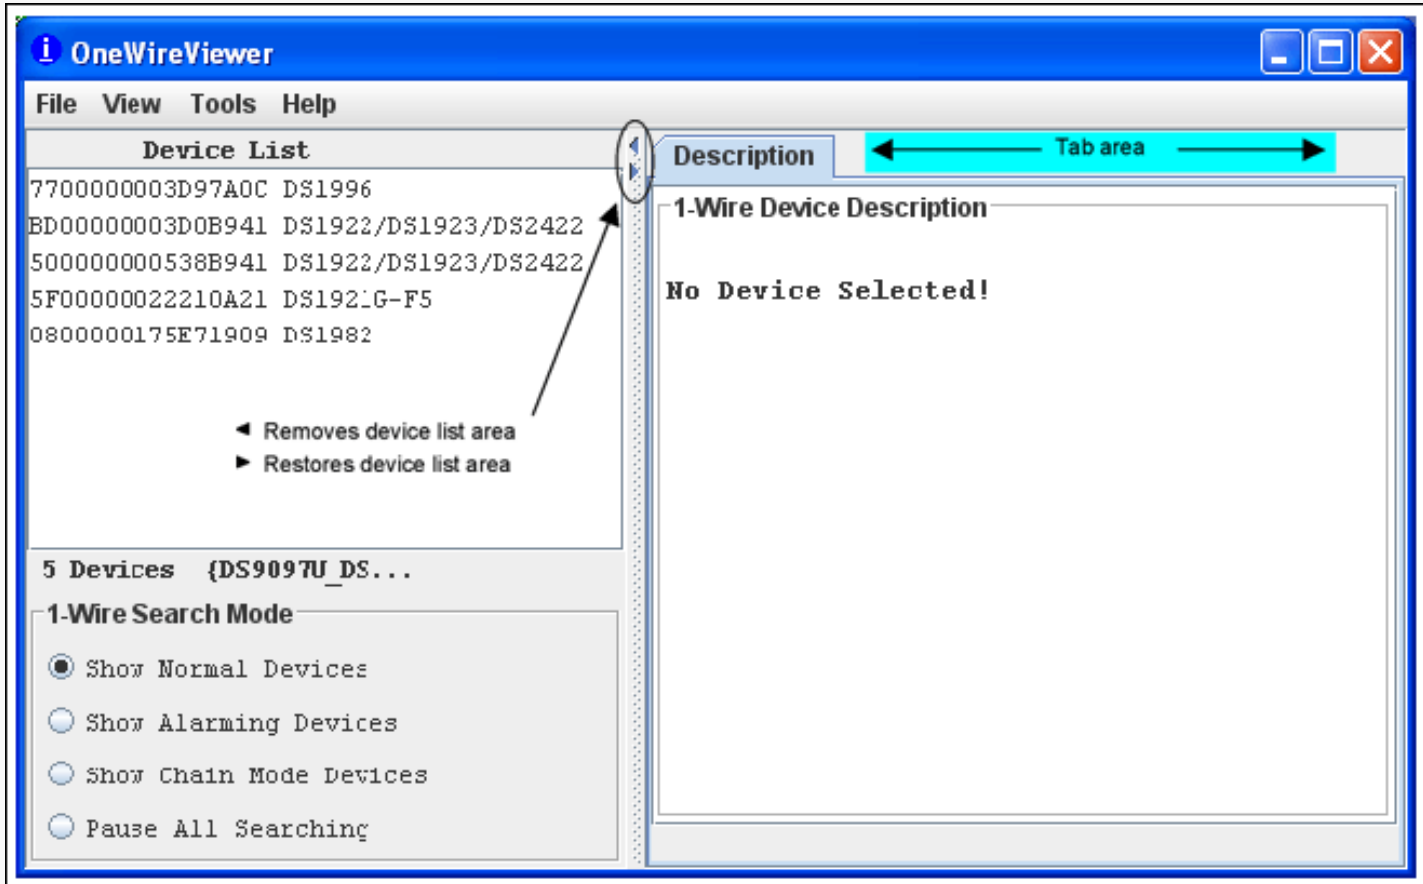 OneWireViewer
File View Tools Help
Device List
7700000003D97A0C DS1996
BD00000003D0B941 DS1922/DS1923/DS2422
500000000538B941 DS1922/DS1923/DS2422
5F00000022210A21 DS1921G-F5
0800000175E71909 DS1982
◄ Removes device list area
► Restores device list area
5 Devices {DS9097U_DS...
1-Wire Search Mode
Show Normal Devices
Show Alarming Devices
Show Chain Mode Devices
Pause All Searching
Description
Tab area
1-Wire Device Description
No Device Selected!